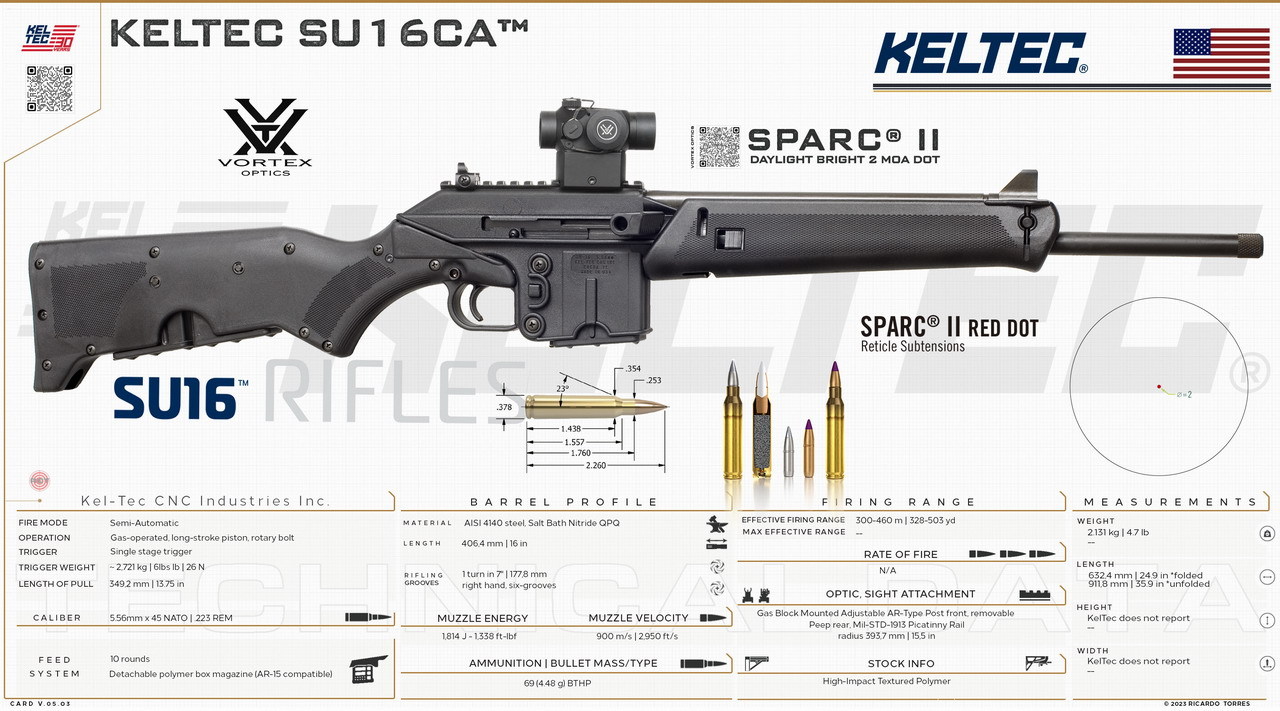 KEL TEC 30 YEARS
KELTEC SU16CA™
KELTEC®
VORTEX
OPTICS
VORTEX OPTICS
SPARC® II
DAYLIGHT BRIGHT 2 MOA DOT
KELTEC®
SPARC® II RED DOT
Reticle Subtensions
⌀2
SU16™ RIFLES
.354
.253
23°
.378
1.438
1.557
1.760
2.260
Kel-Tec CNC Industries Inc.
FIRE MODE Semi-Automatic
OPERATION Gas-operated, long-stroke piston, rotary bolt
TRIGGER Single stage trigger
TRIGGER WEIGHT ~ 2,721 kg | 6lbs lbl | 26 N
LENGTH OF PULL 349.2 mm | 13.75 in
CALIBER 5.56mm x 45 NATO | .223 REM
FEED SYSTEM
10 rounds
Detachable polymer box magazine (AR-15 compatible)
BARREL PROFILE
MATERIAL AISI 4140 steel, Salt Bath Nitride QPQ
LENGTH 406,4 mm | 16 in
RIFLING GROOVES
1 turn in 7" | 177,8 mm
right hand, six-grooves
MUZZLE ENERGY
1,814 J - 1,338 ft-lbf
MUZZLE VELOCITY
900 m/s | 2,950 ft/s
AMMUNITION | BULLET MASS/TYPE
69 (4.48 g) BTHP
FIRING RANGE
EFFECTIVE FIRING RANGE 300-460 m | 328-503 yd
MAX EFFECTIVE RANGE --
RATE OF FIRE
N/A
OPTIC, SIGHT ATTACHMENT
Gas Block Mounted Adjustable AR-Type Post front, removable
Peep rear, Mil-STD-1913 Picatinny Rail
radius 393,7 mm | 15,5 in
STOCK INFO
High-Impact Textured Polymer
MEASUREMENTS
WEIGHT
2.131 kg | 4.7 lb
--
LENGTH
632,4 mm | 24.9 in *folded
911,8 mm | 35.9 in *unfolded
HEIGHT
KelTec does not report
--
WIDTH
KelTec does not report
--
TECHNICAL DATA
CARD V.05.03
© 2023 RICARDO TORRES